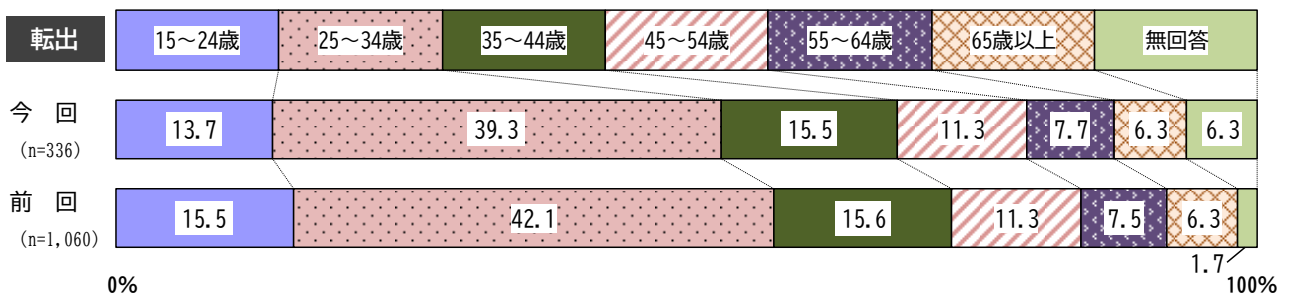 転出 15～24歳 25～34歳 35～44歳 45～54歳 55～64歳 65歳以上 無回答
今 回 13.7 39.3 15.5 11.3 7.7 6.3 6.3
(n=336)
前 回 15.5 42.1 15.6 11.3 7.5 6.3
(n=1,060)
1.7
0% 100%